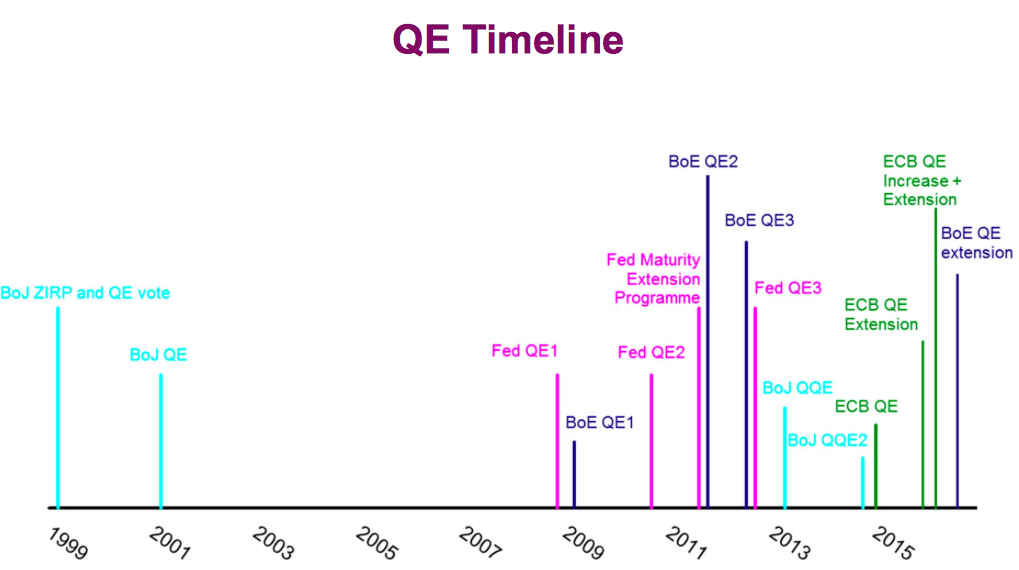 QE Timeline
BoE QE2
ECB QE
Increase +
Extension
BoE QE3
BoE QE
extension
Fed Maturity
Extension
Programme
Fed QE3
BoJ ZIRP and QE vote
ECB QE
Extension
BoJ QE
Fed QE1
Fed QE2
BoJ QQE
ECB QE
BoE QE1
BoJ QQE2
1999
2001
2003
2005
2007
2009
2011
2013
2015